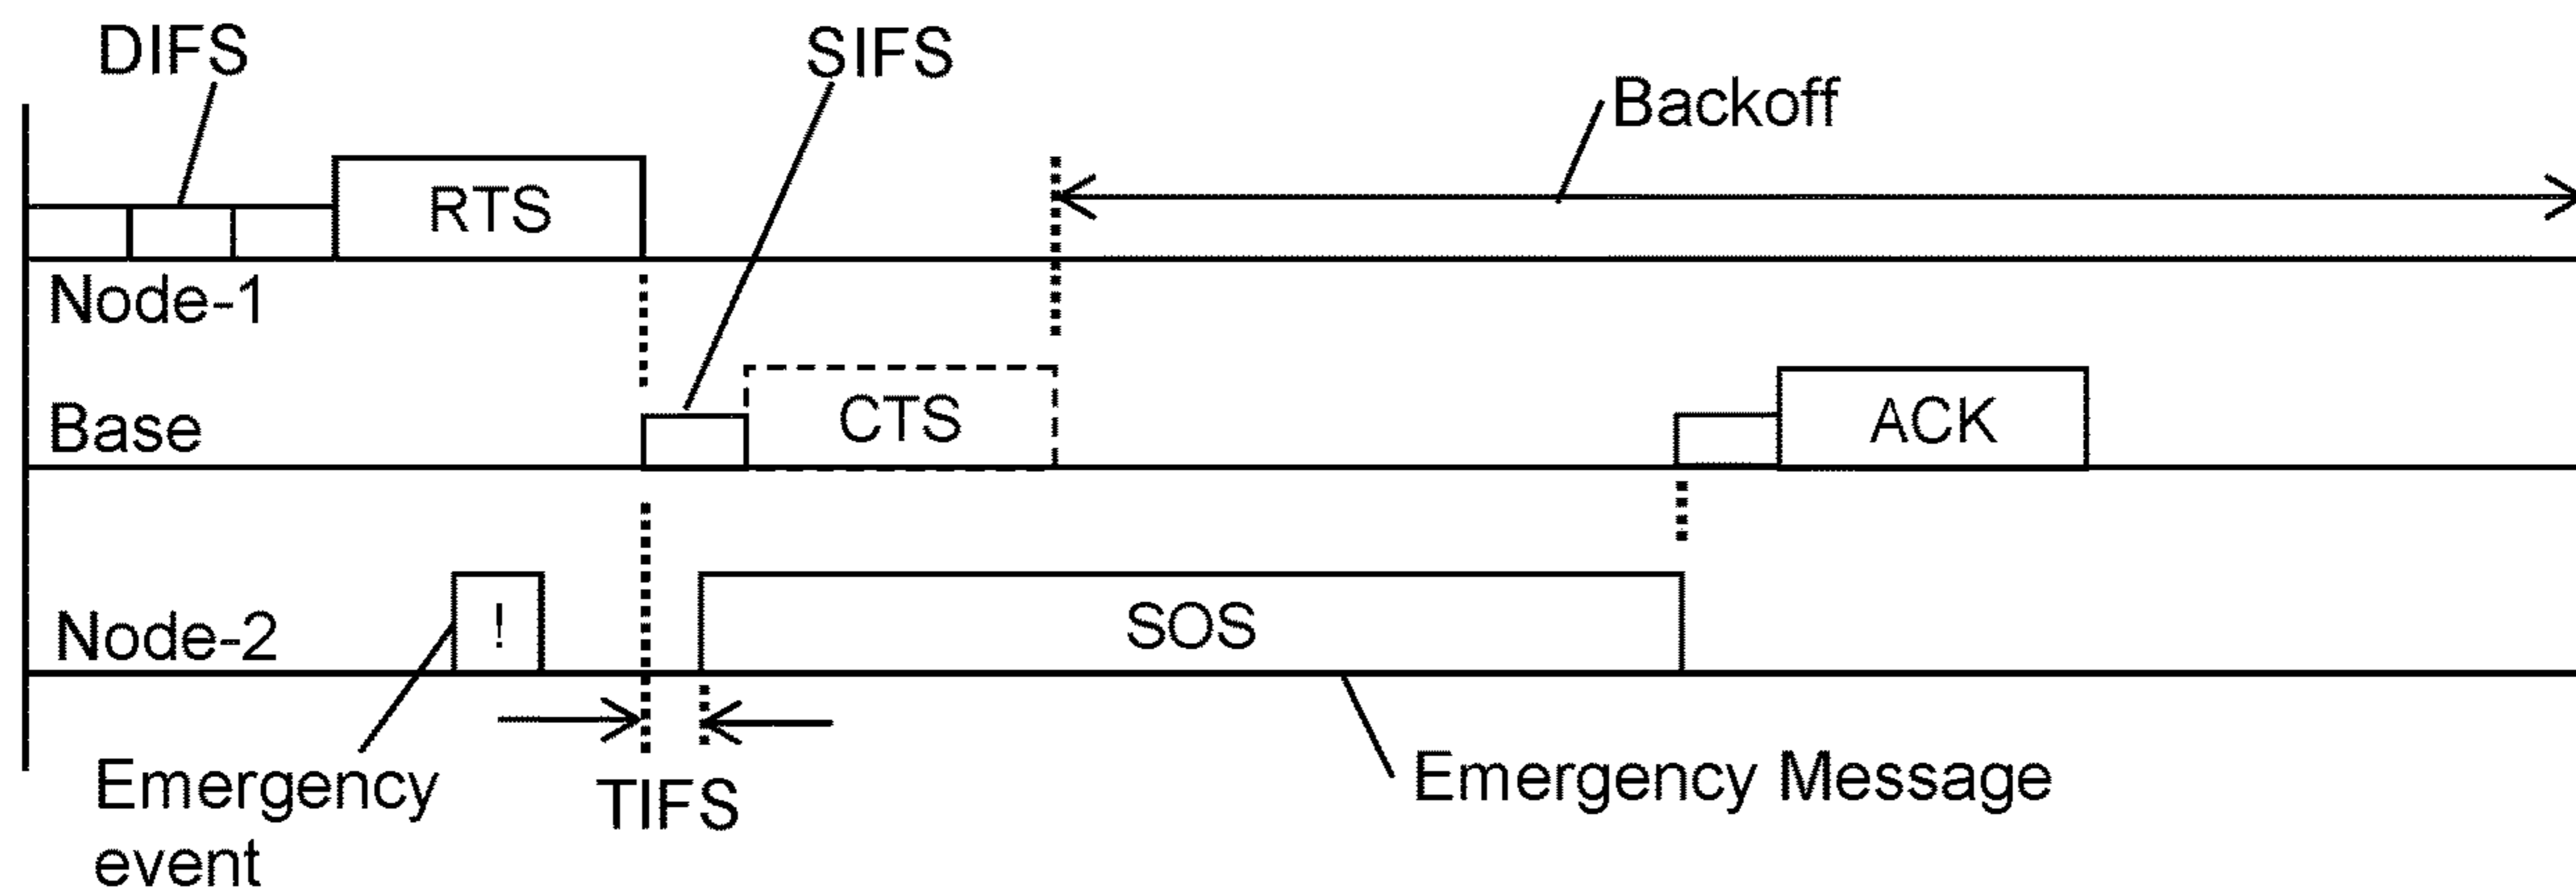 DIFS
SIFS
Backoff
RTS
Node-1
CTS
ACK
Base
!
SOS
Node-2
Emergency
event
TIFS
Emergency Message